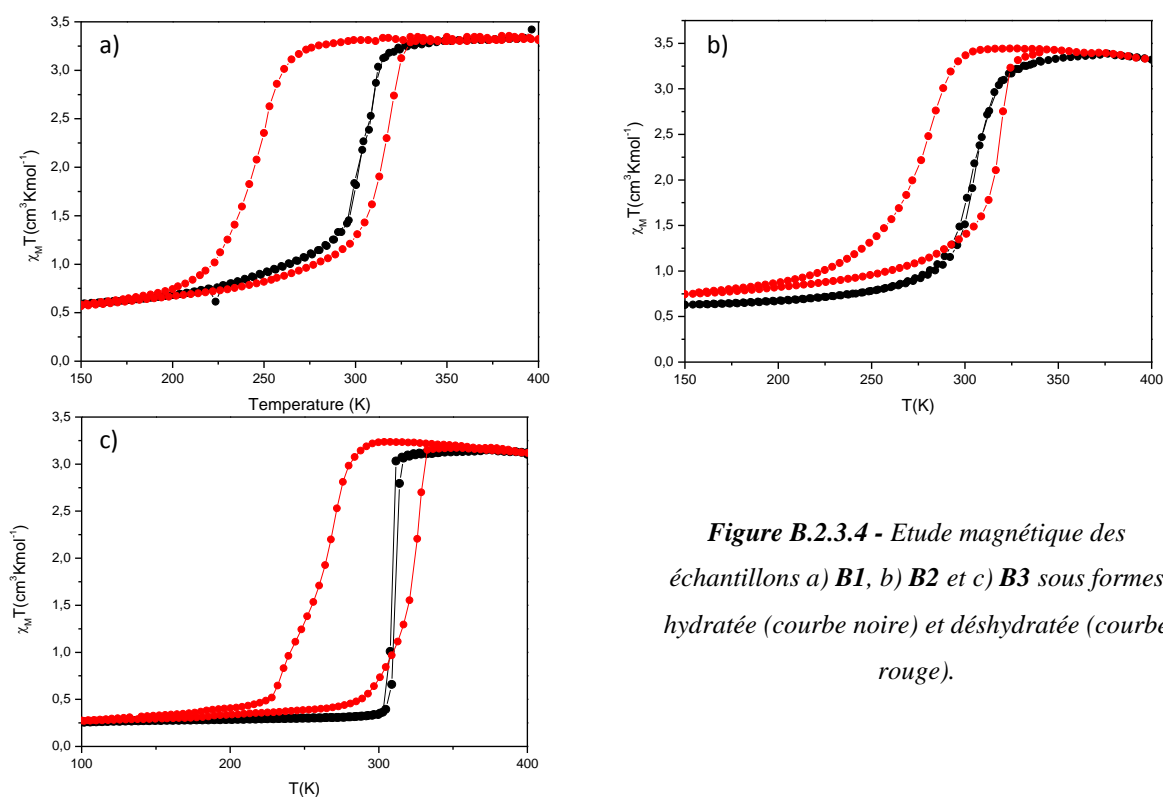 a)
3,5
3,0
2,5
2,0
1,5
1,0
0,5
0,0
χMT(cm3Kmol-1)
150 200 250 300 350 400
Temperature (K)
b)
3,5
3,0
2,5
2,0
1,5
1,0
0,5
0,0
χMT(cm3Kmol-1)
150 200 250 300 350 400
T(K)
c)
3,5
3,0
2,5
2,0
1,5
1,0
0,5
0,0
χMT(cm3Kmol-1)
100 200 300 400
T(K)
Figure B.2.3.4 - Etude magnétique des
échantillons a) B1, b) B2 et c) B3 sous formes
hydratée (courbe noire) et déshydratée (courbe
rouge).